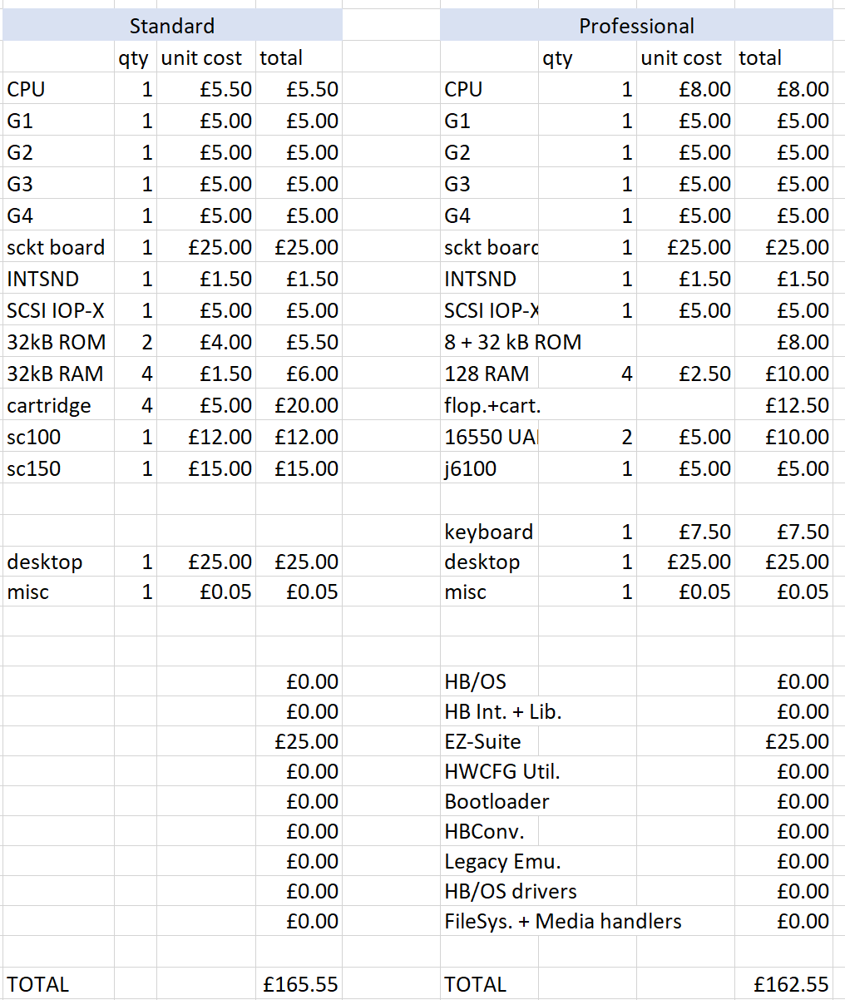 Standard Professional
qty unit cost total qty unit cost total
CPU 1 £5.50 £5.50 CPU 1 £8.00 £8.00
G1 1 £5.00 £5.00 G1 1 £5.00 £5.00
G2 1 £5.00 £5.00 G2 1 £5.00 £5.00
G3 1 £5.00 £5.00 G3 1 £5.00 £5.00
G4 1 £5.00 £5.00 G4 1 £5.00 £5.00
sckt board 1 £25.00 £25.00 sckt board 1 £25.00 £25.00
INTSND 1 £1.50 £1.50 INTSND 1 £1.50 £1.50
SCSI IOP-X 1 £5.00 £5.00 SCSI IOP-X 1 £5.00 £5.00
32kB ROM 2 £4.00 £5.50 8 + 32 kB ROM £8.00
32kB RAM 4 £1.50 £6.00 128 RAM 4 £2.50 £10.00
cartridge 4 £5.00 £20.00 flop.+cart. £12.50
sc100 1 £12.00 £12.00 16550 UA 2 £5.00 £10.00
sc150 1 £15.00 £15.00 j6100 1 £5.00 £5.00
keyboard 1 £7.50 £7.50
desktop 1 £25.00 £25.00 desktop 1 £25.00 £25.00
misc 1 £0.05 £0.05 misc 1 £0.05 £0.05
£0.00 HB/OS £0.00
£0.00 HB Int. + Lib. £0.00
£25.00 EZ-Suite £25.00
£0.00 HWCFG Util. £0.00
£0.00 Bootloader £0.00
£0.00 HBConv. £0.00
£0.00 Legacy Emu. £0.00
£0.00 HB/OS drivers £0.00
£0.00 FileSys. + Media handlers £0.00
TOTAL £165.55 TOTAL £162.55